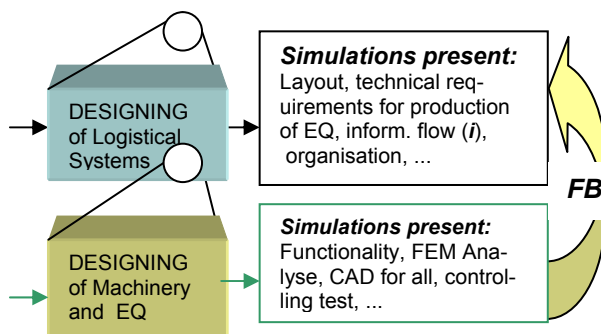 DESIGNING
of Logistical
Systems
Simulations present:
Layout, technical req-
uirements for production
of EQ, inform. flow (i),
organisation, ...
FB
DESIGNING
of Machinery
and EQ
Simulations present:
Functionality, FEM Ana-
lyse, CAD for all, control-
ling test, ...